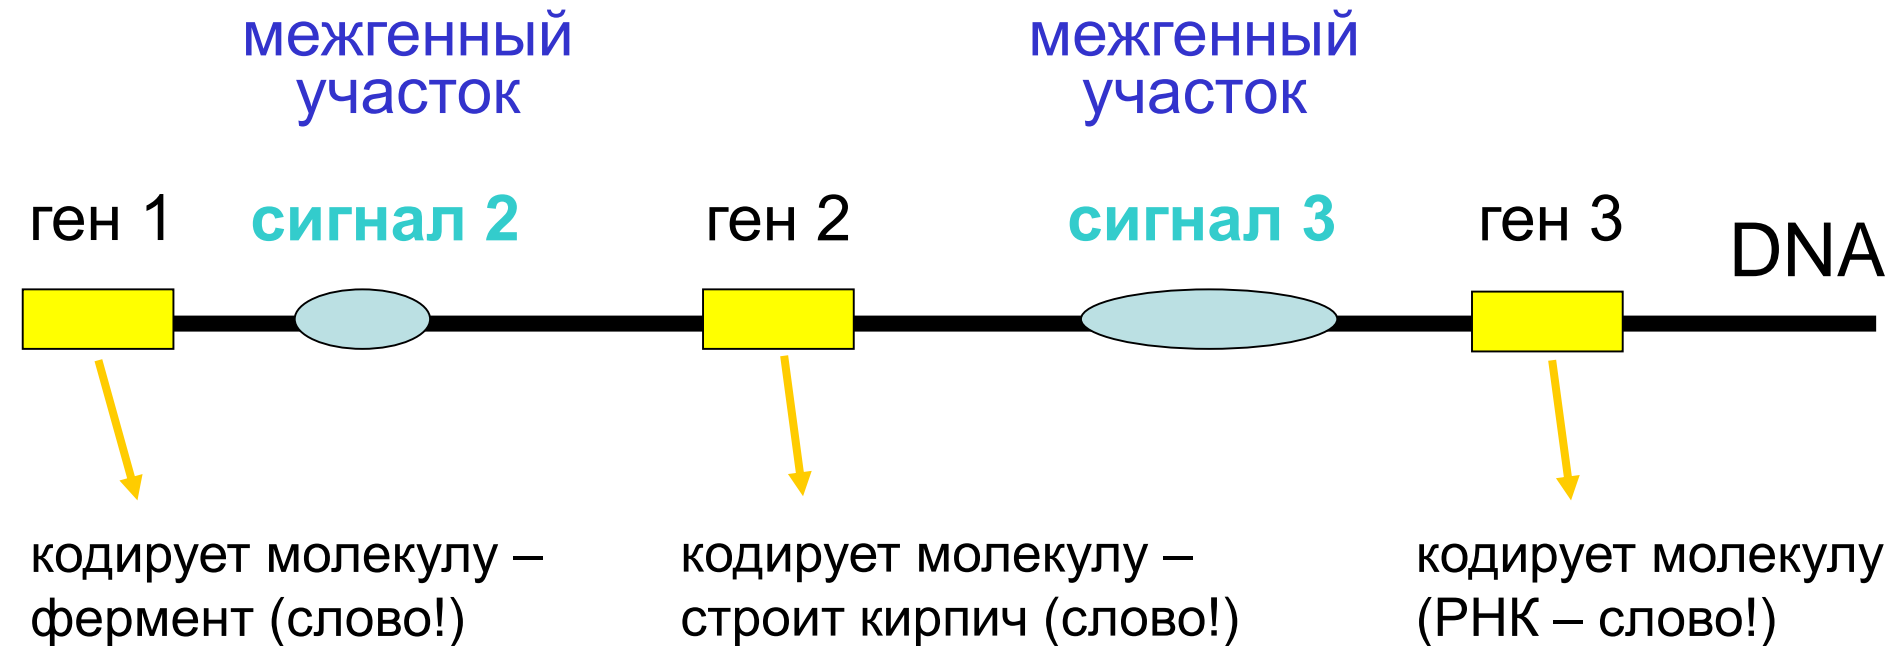 межгенный
участок
межгенный
участок
ген 1
сигнал 2
ген 2
сигнал 3
ген 3
DNA
кодирует молекулу –
фермент (слово!)
кодирует молекулу –
строит кирпич (слово!)
кодирует молекулу
(РНК – слово!)